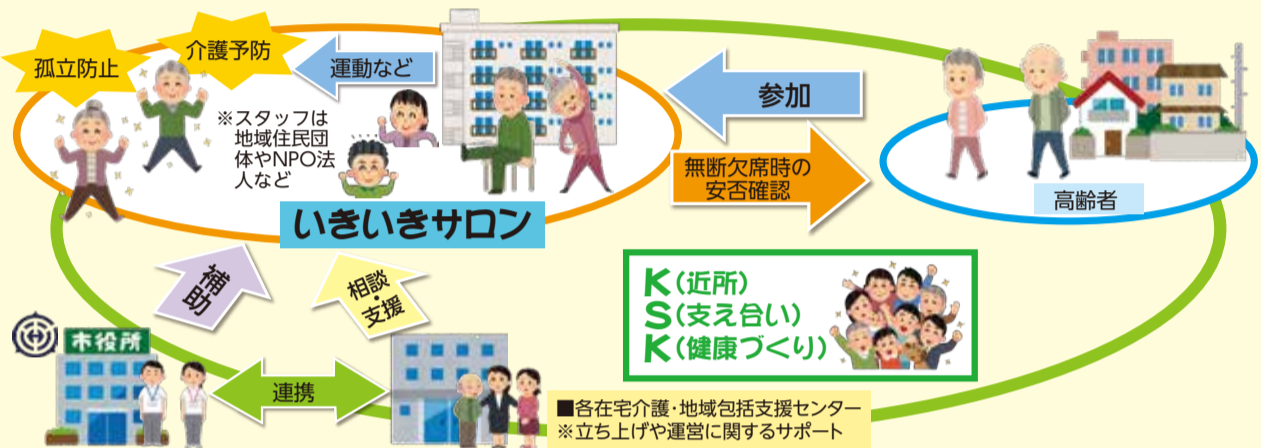 孤立防止
介護予防
運動など
※スタッフは
地域住民団
体やNPO法
人など
いきいきサロン
参加
無断欠席時の
安否確認
高齢者
補助
相談
・
支援
K(近所)
S(支え合い)
K(健康づくり)
市役所
連携
■各在宅介護・地域包括支援センター
※立ち上げや運営に関するサポート